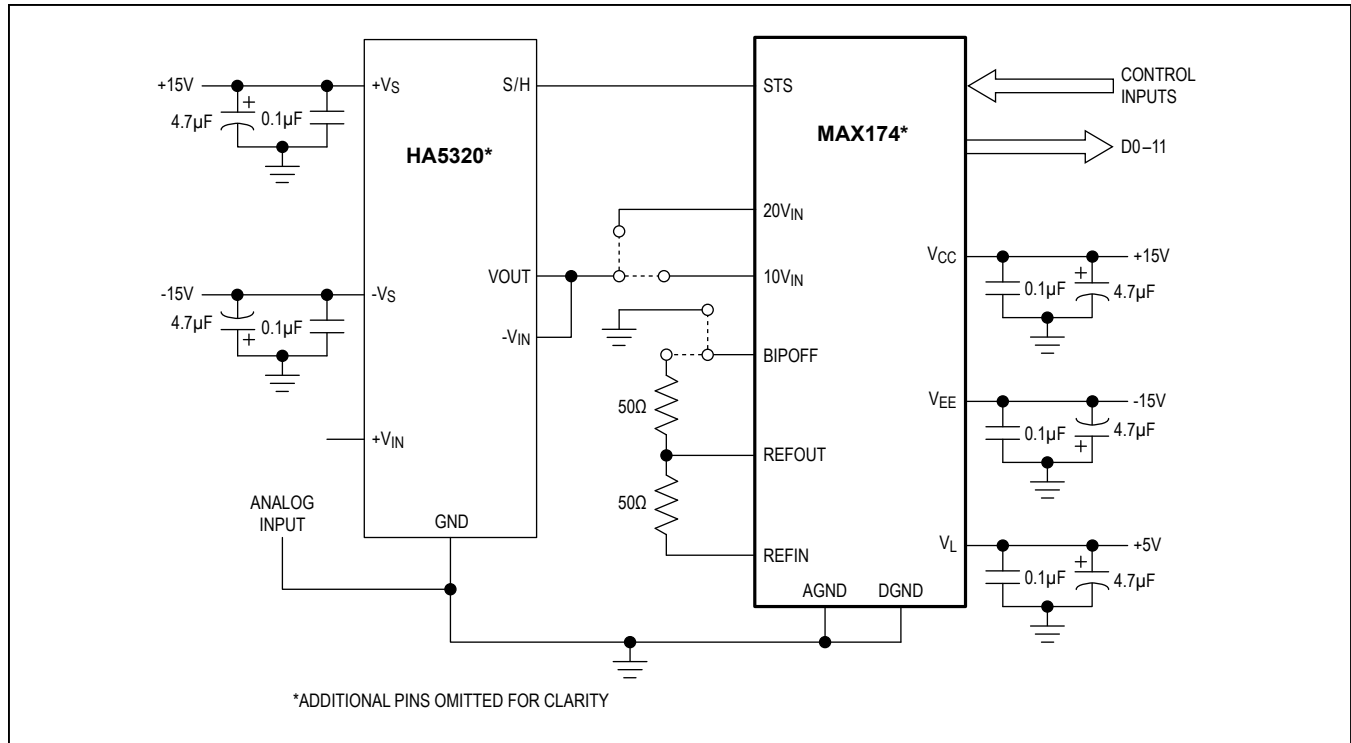 +15V
4.7µF
+
0.1µF
+VS
S/H
HA5320*
-15V
4.7µF
+
0.1µF
-VS
VOUT
-VIN
+VIN
ANALOG
INPUT
GND
STS
MAX174*
CONTROL
INPUTS
D0–11
20VIN
10VIN
BIPOFF
50Ω
REFOUT
50Ω
REFIN
AGND
DGND
VCC
+15V
0.1µF
+
4.7µF
VEE
-15V
0.1µF
+
4.7µF
VL
+5V
0.1µF
+
4.7µF
*ADDITIONAL PINS OMITTED FOR CLARITY